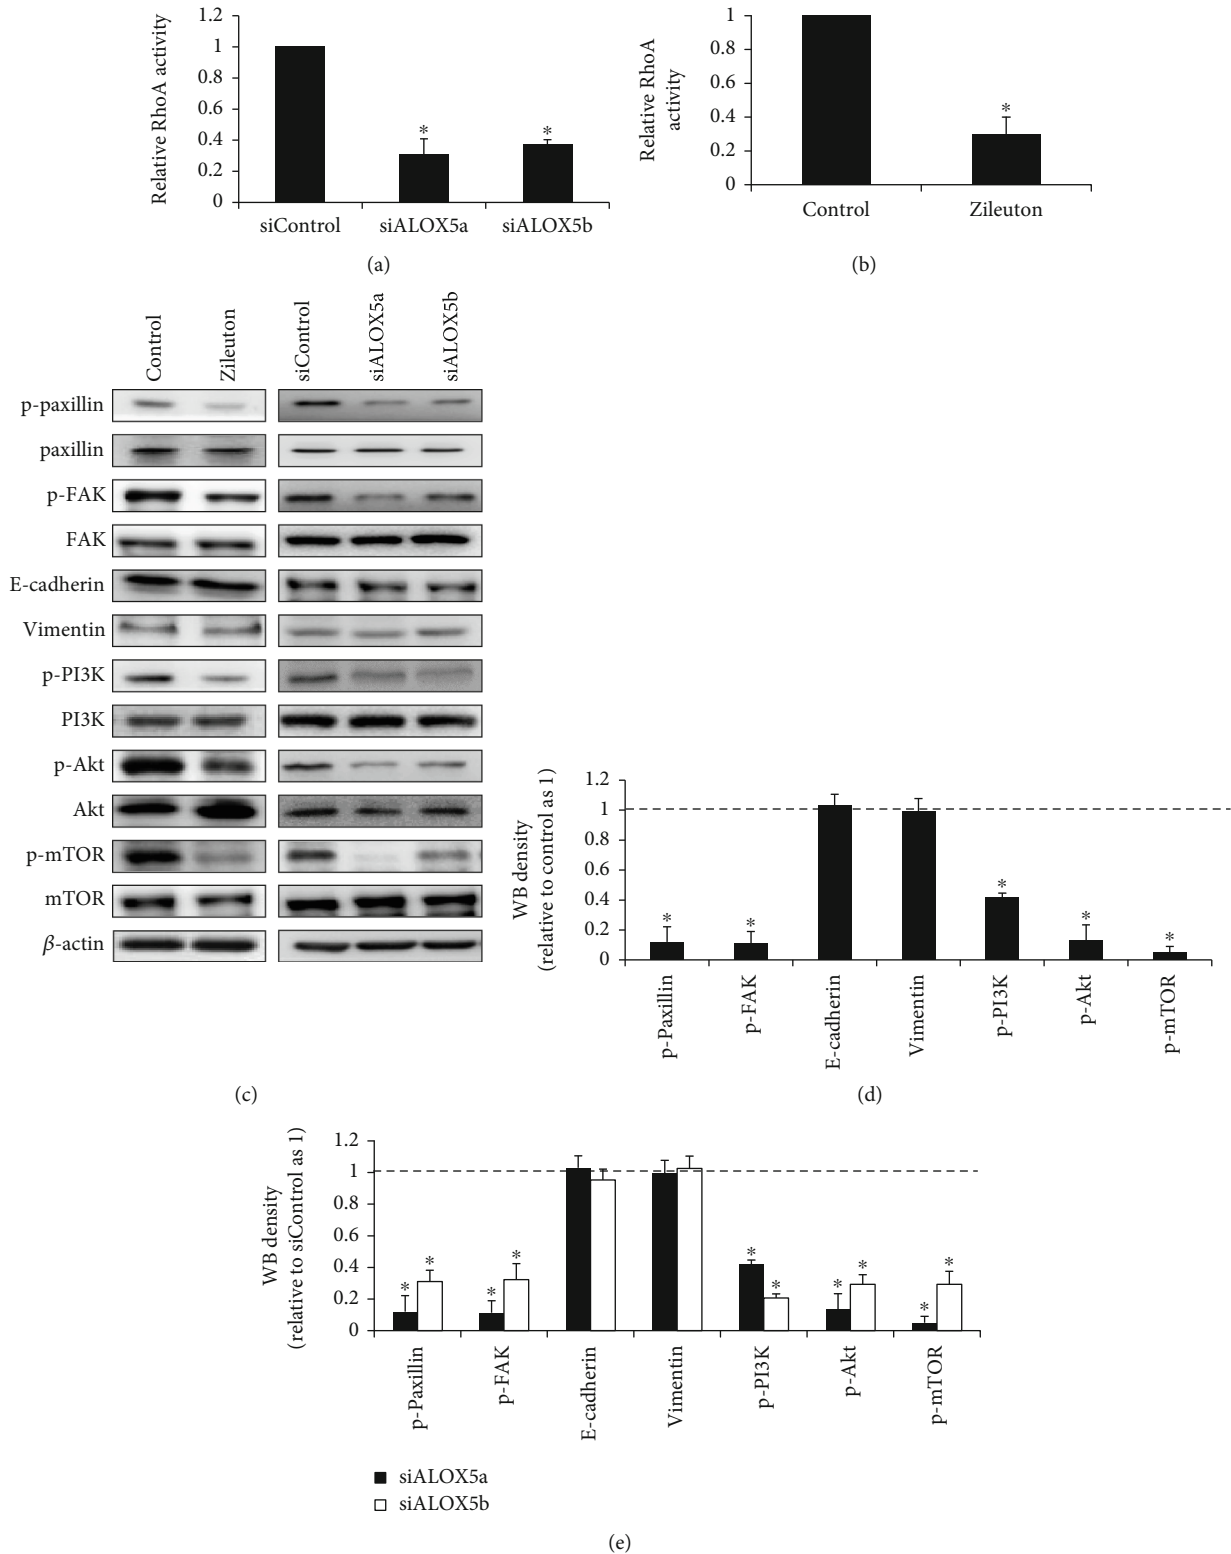 Relative RhoA activity
1.2
1
0.8
0.6
0.4
0.2
0
*
*
siControl
siALOX5a
siALOX5b
(a)
Relative RhoA
activity
1
0.8
0.6
0.4
0.2
0
*
Control
Zileuton
(b)
Control
Zileuton
siControl
siALOX5a
siALOX5b
p-paxillin
paxillin
p-FAK
FAK
E-cadherin
Vimentin
p-PI3K
PI3K
p-Akt
Akt
p-mTOR
mTOR
β-actin
(c)
WB density
(relative to control as 1)
1.2
1
0.8
0.6
0.4
0.2
0
*
*
*
*
*
p-Paxillin
p-FAK
E-cadherin
Vimentin
p-PI3K
p-Akt
p-mTOR
(d)
WB density
(relative to siControl as 1)
1.2
1
0.8
0.6
0.4
0.2
0
*
*
*
*
*
*
*
*
*
*
p-Paxillin
p-FAK
E-cadherin
Vimentin
p-PI3K
p-Akt
p-mTOR
siALOX5a
siALOX5b
(e)